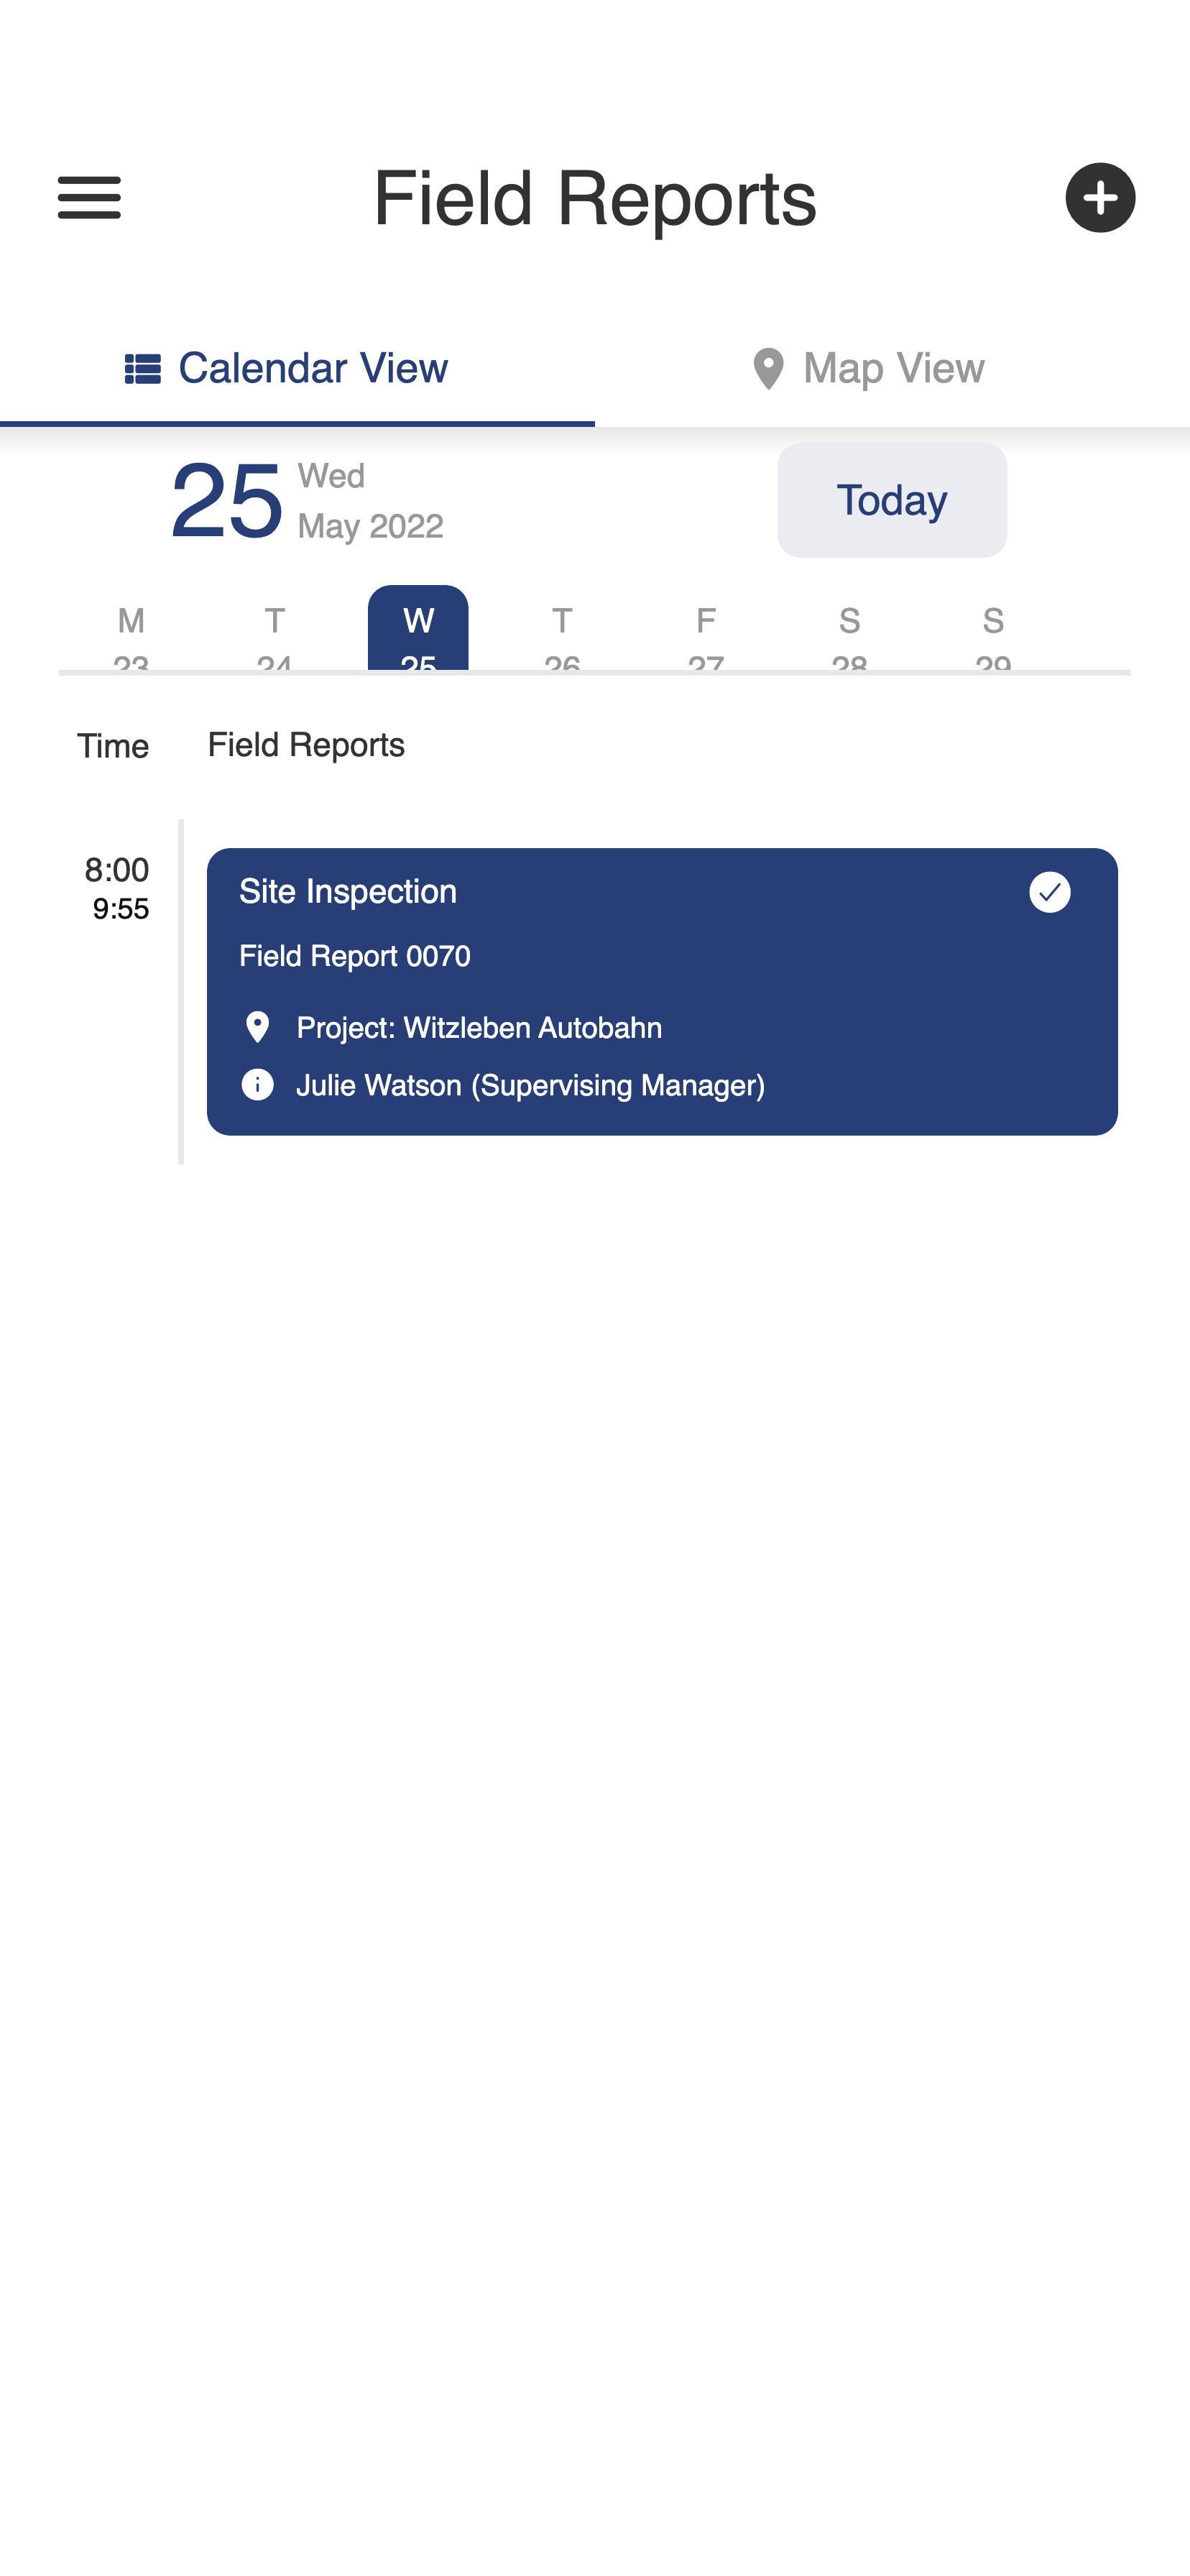 Field Reports
Calendar View
Map View
25
Wed
May 2022
Today
M T W T F S S
23 24 25 26 27 28 29
Time Field Reports
8:00
9:55
Site Inspection
Field Report 0070
Project: Witzleben Autobahn
Julie Watson (Supervising Manager)